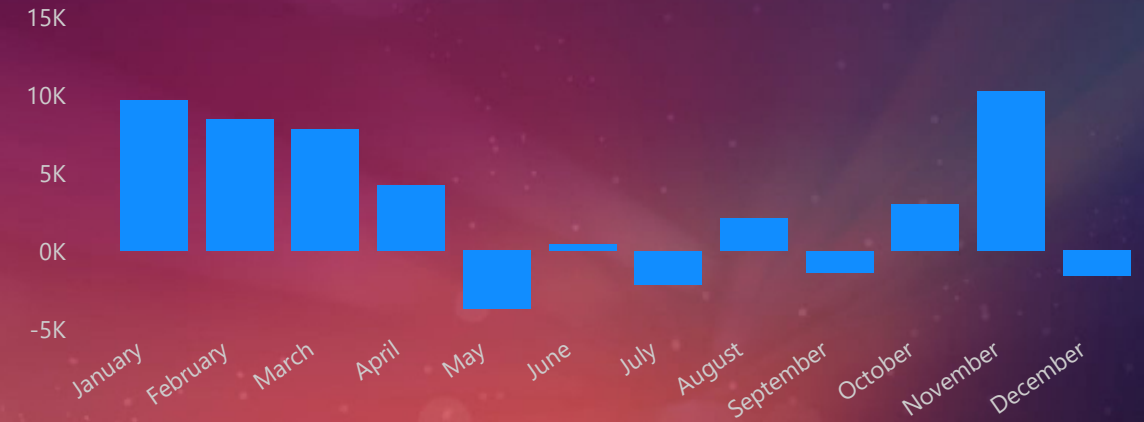 15K
10K
5K
0K
-5K
January
February
March
April
May
June
July
August
September
October
November
December